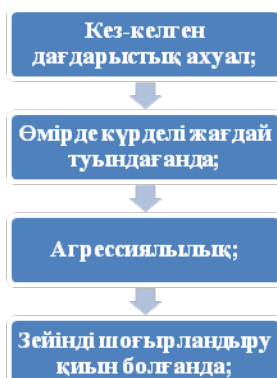 Кез-келген
дағдарыстық ахуал;
Өмірде күрделі жағдай
туындағанда;
Агрессиялылық;
Зейінді шоғырландыру
қиын болғанда;